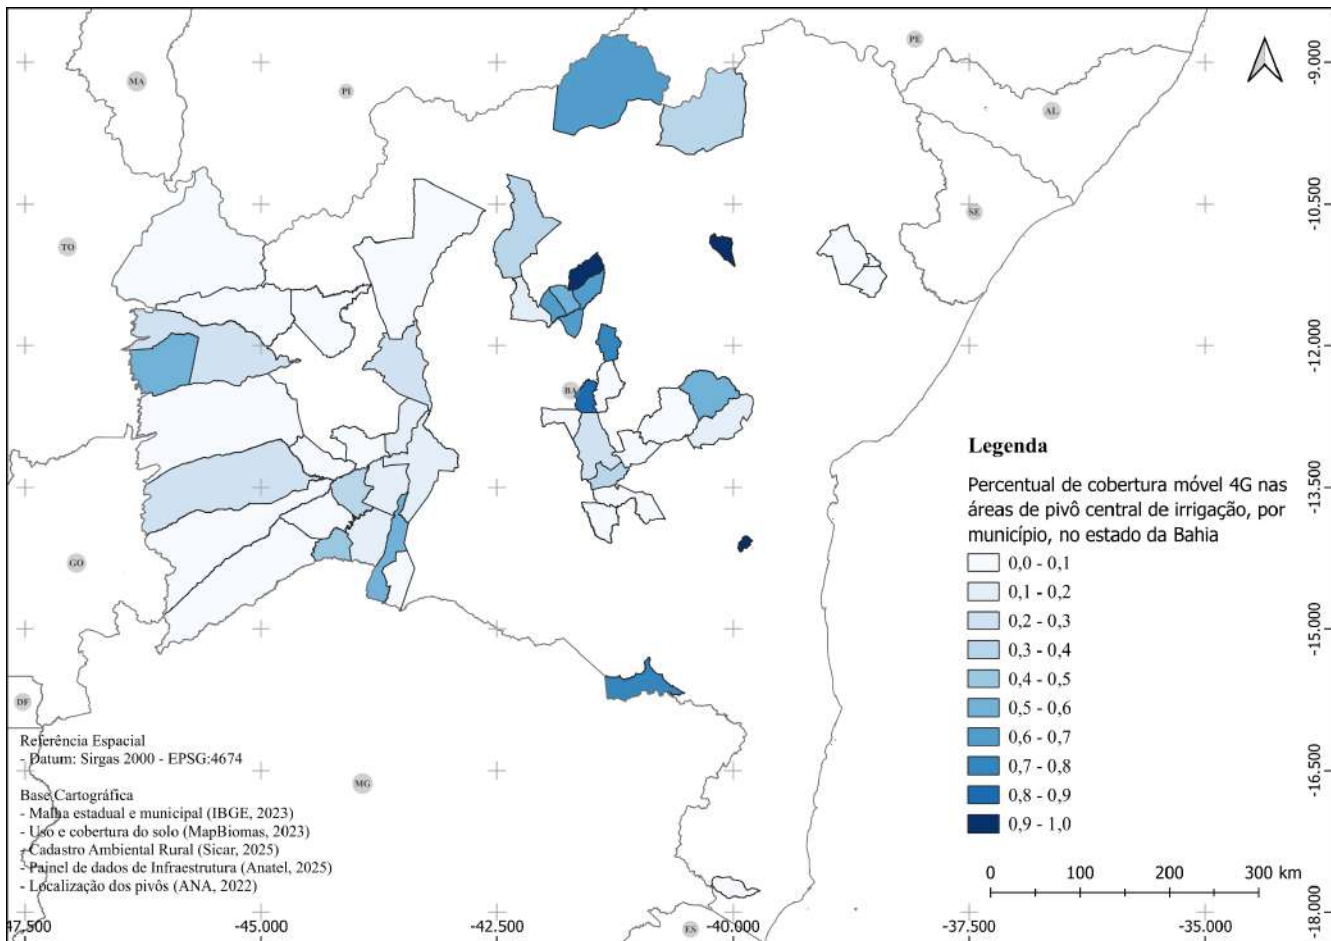 PE
-9.000
MA
PI
AL
-10.500
SE
TO
-12.000
BA
Legenda
Percentual de cobertura móvel 4G nas
áreas de pivô central de irrigação, por
município, no estado da Bahia
-13.500
0,0 - 0,1
GO
0,1 - 0,2
0,2 - 0,3
-15.000
0,3 - 0,4
0,4 - 0,5
DF
0,5 - 0,6
Referência Espacial
- Datum: Sirgas 2000 - EPSG:4674
0,6 - 0,7
-16.500
0,7 - 0,8
MG
Base Cartográfica
0,8 - 0,9
- Malha estadual e municipal (IBGE, 2023)
- Uso e cobertura do solo (MapBiomas, 2023)
0,9 - 1,0
- Cadastro Ambiental Rural (Sicar, 2025)
- Painel de dados de Infraestrutura (Anatel, 2025)
- Localização dos pivôs (ANA, 2022)
0 100 200 300 km
-18.000
47.500 -45.000 -42.500 ES -40.000 -37.500 -35.000